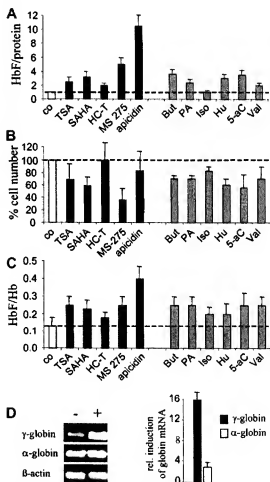 A
HbF/protein
12
10
8
6
4
2
0
co TSA SAHA HC-T MS 275 apicidin But PA Iso Hu 5-aC Val
B
% cell number
120
100
80
60
40
20
0
co TSA SAHA HC-T MS-275 apicidin But PA Iso Hu 5-aC Val
C
HbF/Hb
0.5
0.4
0.3
0.2
0.1
0
co TSA SAHA HC-T MS 275 apicidin But PA Iso Hu 5-aC Val
D
- +
γ-globin
α-globin
ß-actin
rel. induction
of globin mRNA
16
12
8
4
0
γ-globin
α-globin